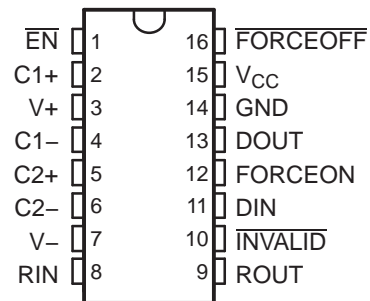 EN 1 16 FORCEOFF
C1+ 2 15 VCC
V+ 3 14 GND
C1− 4 13 DOUT
C2+ 5 12 FORCEON
C2− 6 11 DIN
V− 7 10 INVALID
RIN 8 9 ROUT